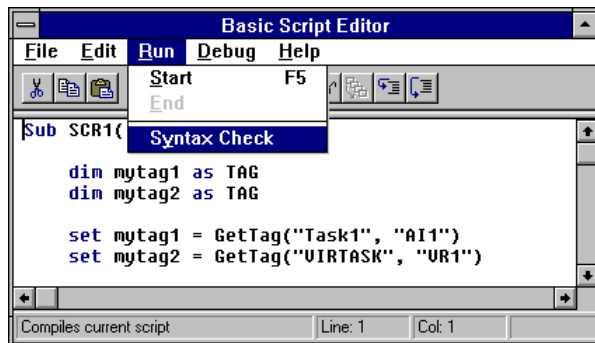 Basic Script Editor
File Edit Run Debug Help
Start F5
End
Syntax Check
Sub SCR1(
dim mytag1 as TAG
dim mytag2 as TAG
set mytag1 = GetTag("Task1", "AI1")
set mytag2 = GetTag("VIRTASK", "VR1")
Compiles current script Line: 1 Col: 1